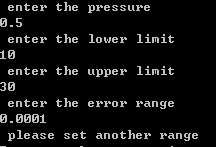 enter the pressure
0.5
enter the lower limit
10
enter the upper limit
30
enter the error range
0.0001
please set another range